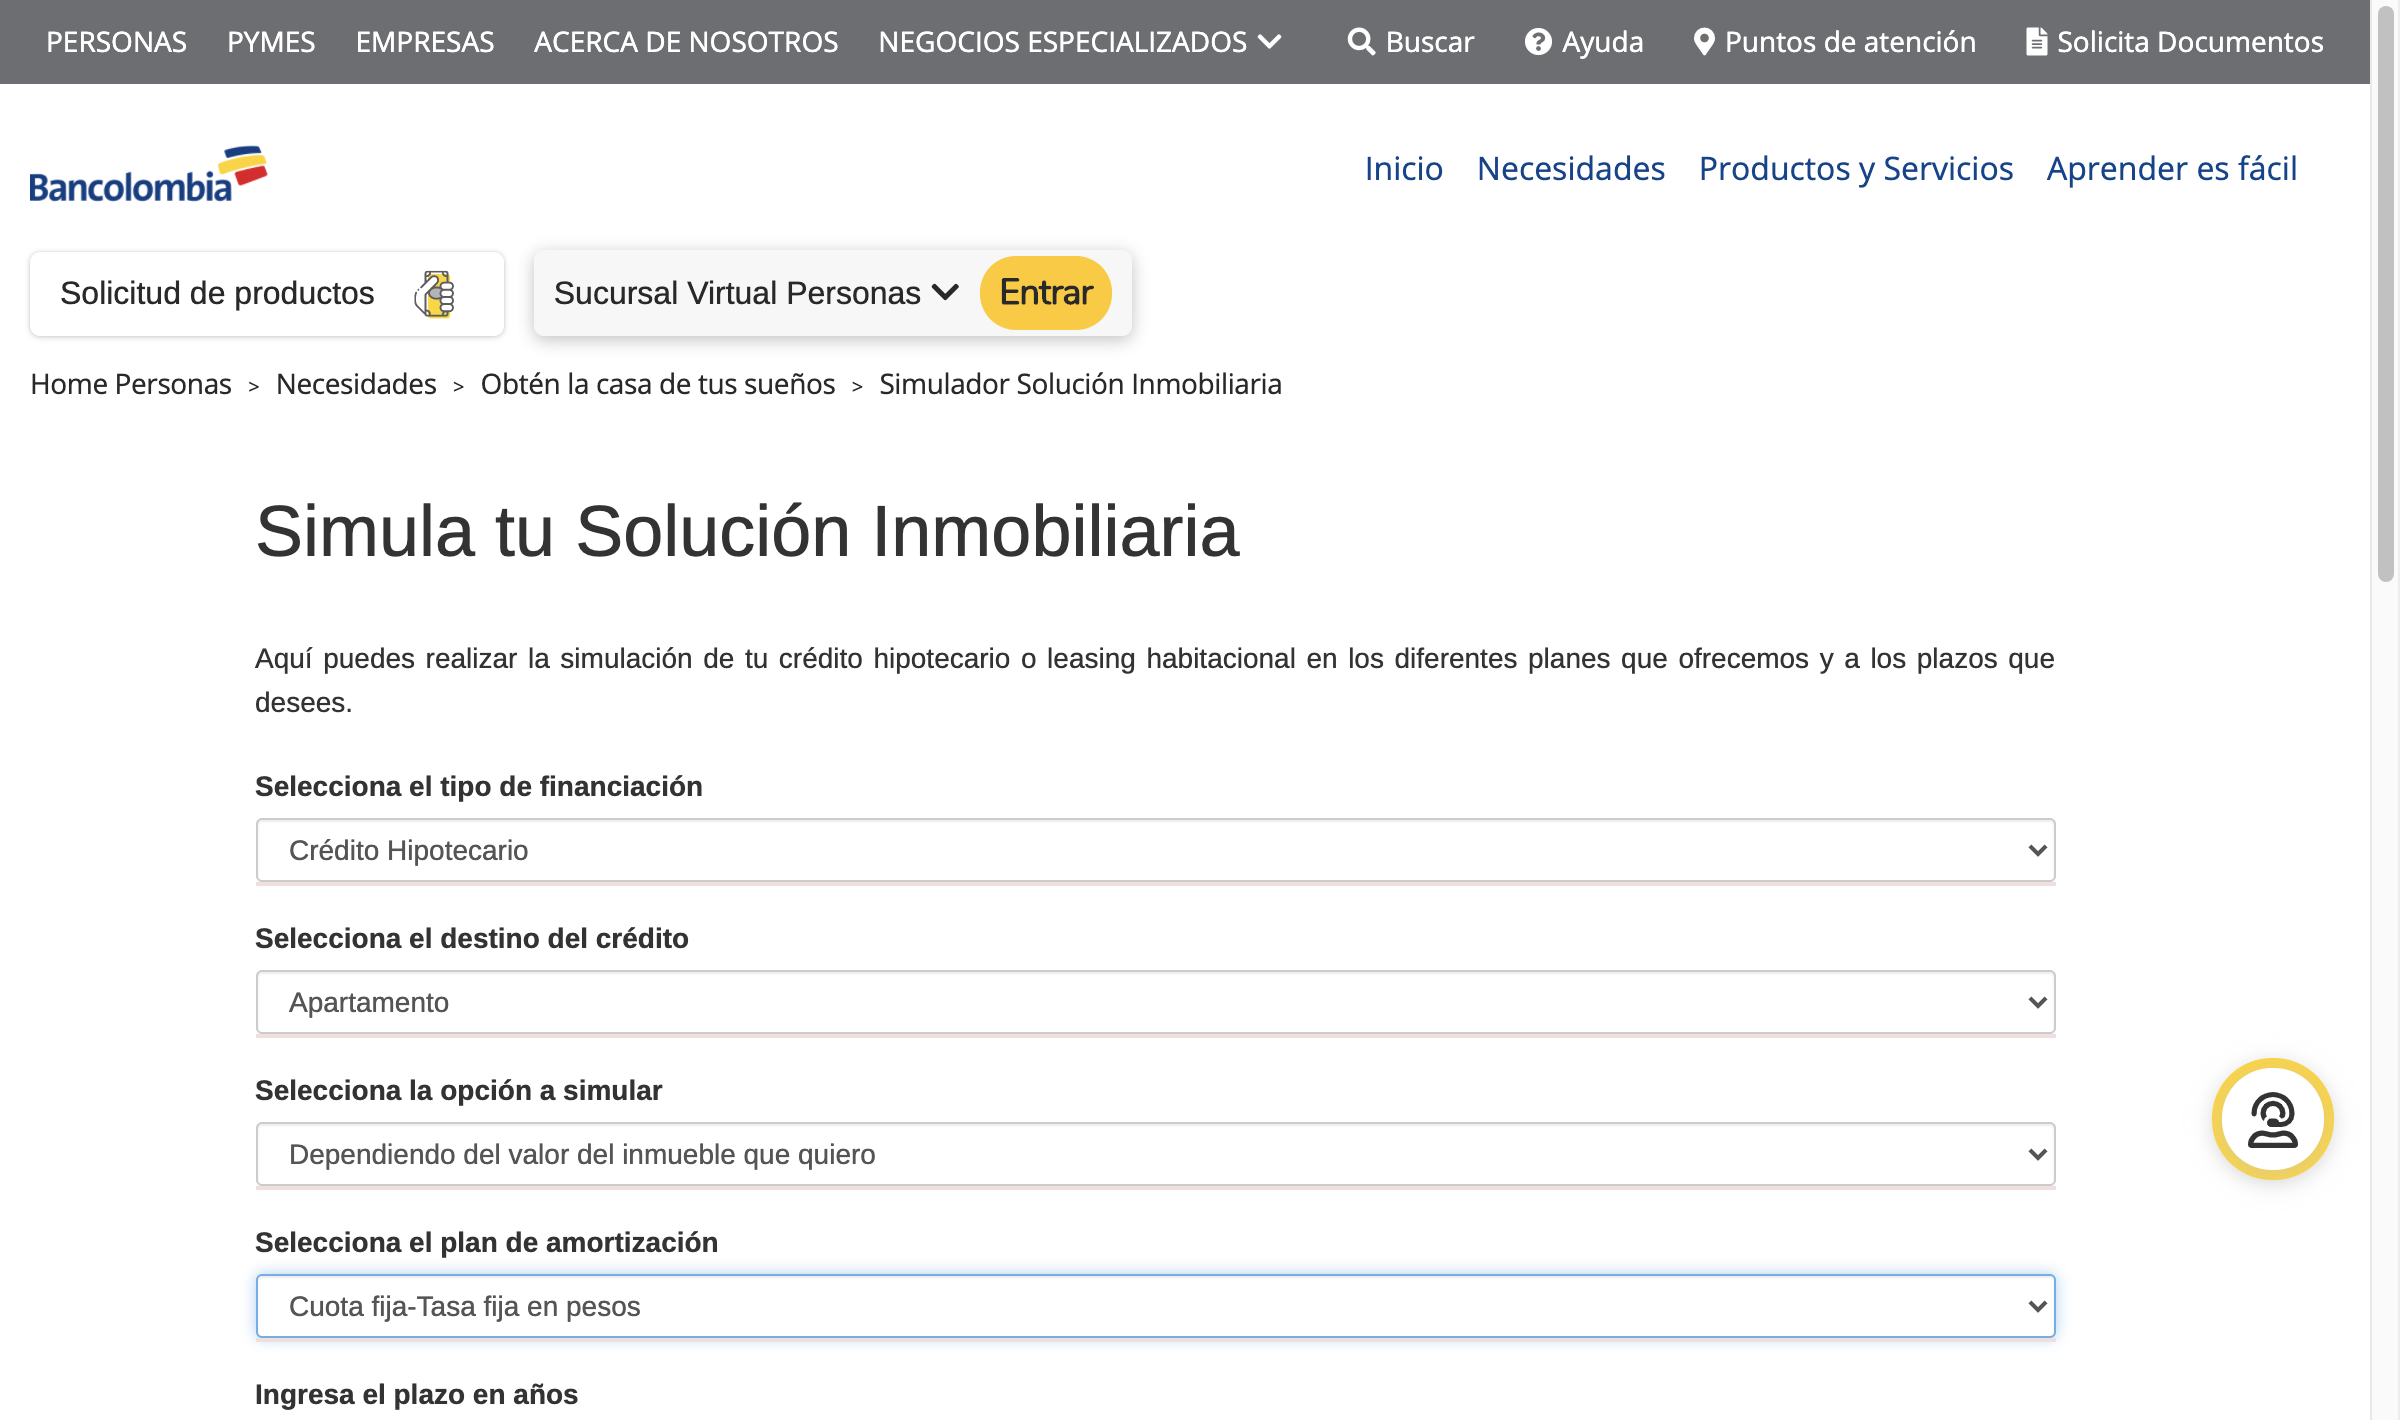 PERSONAS PYMES EMPRESAS ACERCA DE NOSOTROS NEGOCIOS ESPECIALIZADOS Buscar Ayuda Puntos de atención Solicita Documentos
Bancolombia
Inicio Necesidades Productos y Servicios Aprender es fácil
Solicitud de productos Sucursal Virtual Personas Entrar
Home Personas > Necesidades > Obtén la casa de tus sueños > Simulador Solución Inmobiliaria
Simula tu Solución Inmobiliaria
Aquí puedes realizar la simulación de tu crédito hipotecario o leasing habitacional en los diferentes planes que ofrecemos y a los plazos que
desees.
Selecciona el tipo de financiación
Crédito Hipotecario
Selecciona el destino del crédito
Apartamento
Selecciona la opción a simular
Dependiendo del valor del inmueble que quiero
Selecciona el plan de amortización
Cuota fija-Tasa fija en pesos
Ingresa el plazo en años